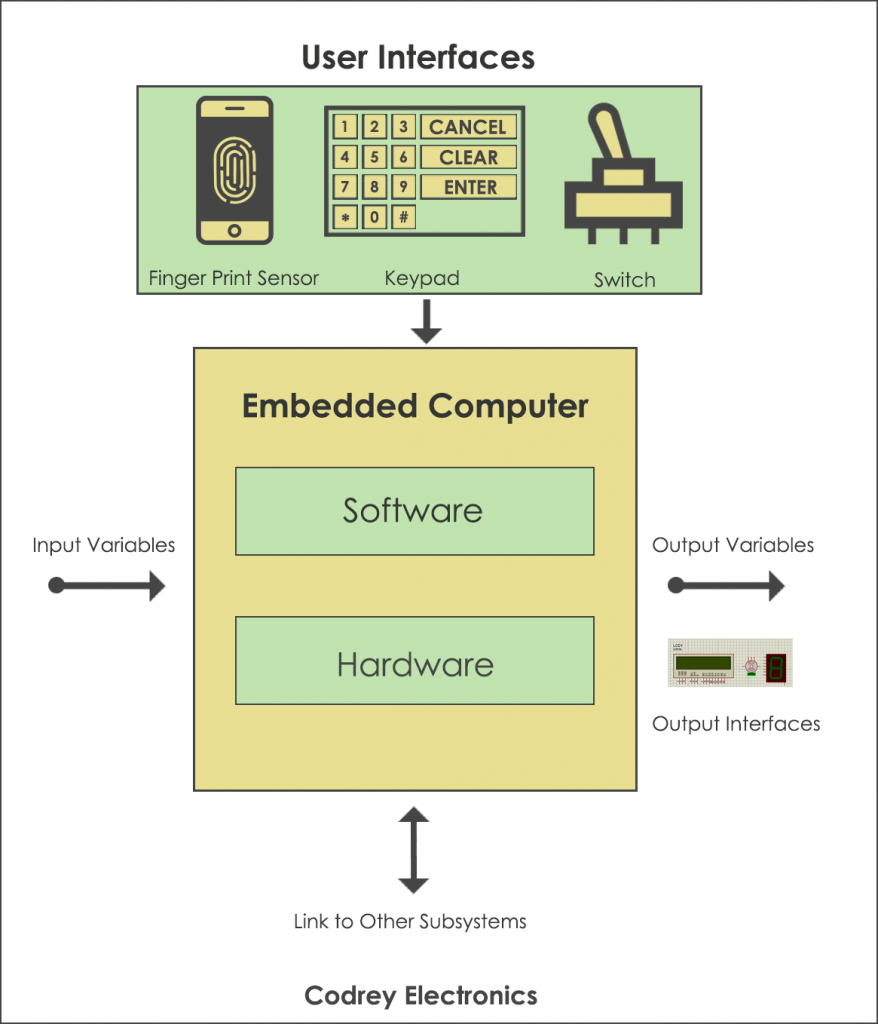 User Interfaces
1 2 3 CANCEL
4 5 6 CLEAR
7 8 9 ENTER
* 0 #
Finger Print Sensor Keypad Switch
Embedded Computer
Software
Input Variables
Output Variables
Hardware
Output Interfaces
Link to Other Subsystems
Codrey Electronics